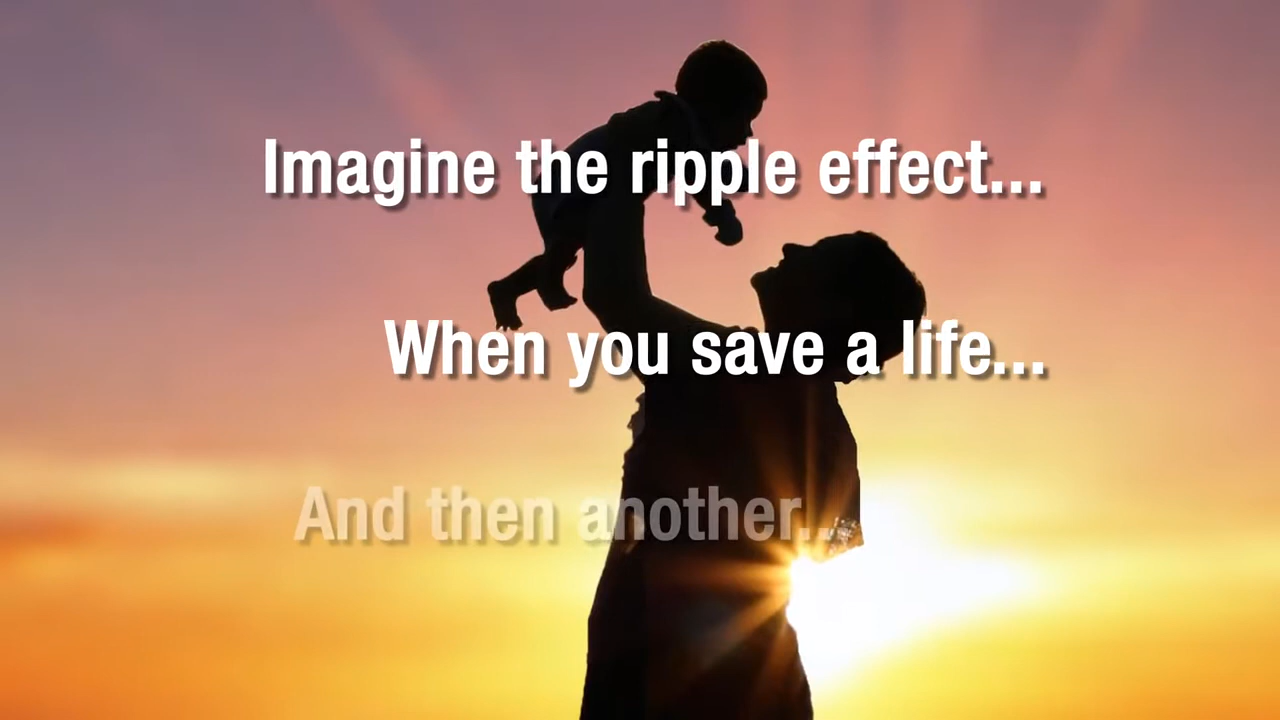 Imagine the ripple effect...
When you save a life...
And then another...